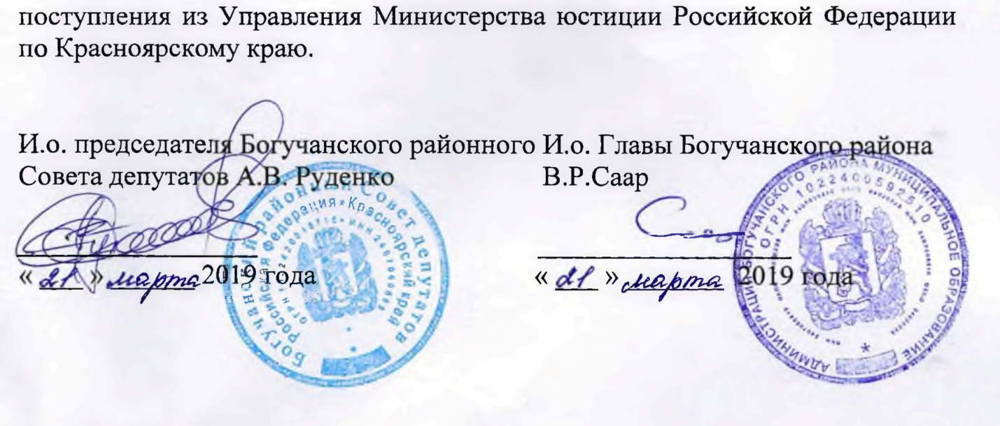 поступления из Управления Министерства юстиции Российской Федерации
по Красноярскому краю.
И.о. председателя Богучанского районного
Совета депутатов А.В. Руденко
« 21 » марта 2019 года
Богучанский районный Совет депутатов
Российская Федерация * Красноярский край
И.о. Главы Богучанского района
В.Р.Саар
« 21 » марта 2019 года
АДМИНИСТРАЦИЯ БОГУЧАНСКОГО РАЙОНА МУНИЦИПАЛЬНОЕ ОБРАЗОВАНИЕ
ОГРН 1022400592510